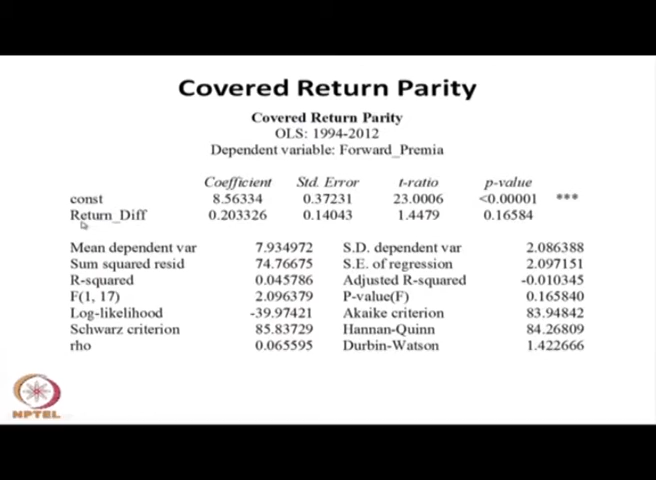 Covered Return Parity
Covered Return Parity
OLS: 1994-2012
Dependent variable: Forward_Premia
Coefficient Std. Error t-ratio p-value
const 8.56334 0.37231 23.0006 <0.00001 ***
Return_Diff 0.203326 0.14043 1.4479 0.16584
Mean dependent var 7.934972 S.D. dependent var 2.086388
Sum squared resid 74.76675 S.E. of regression 2.097151
R-squared 0.045786 Adjusted R-squared -0.010345
F(1, 17) 2.096379 P-value(F) 0.165840
Log-likelihood -39.97421 Akaike criterion 83.94842
Schwarz criterion 85.83729 Hannan-Quinn 84.26809
rho 0.065595 Durbin-Watson 1.422666
NPTEL